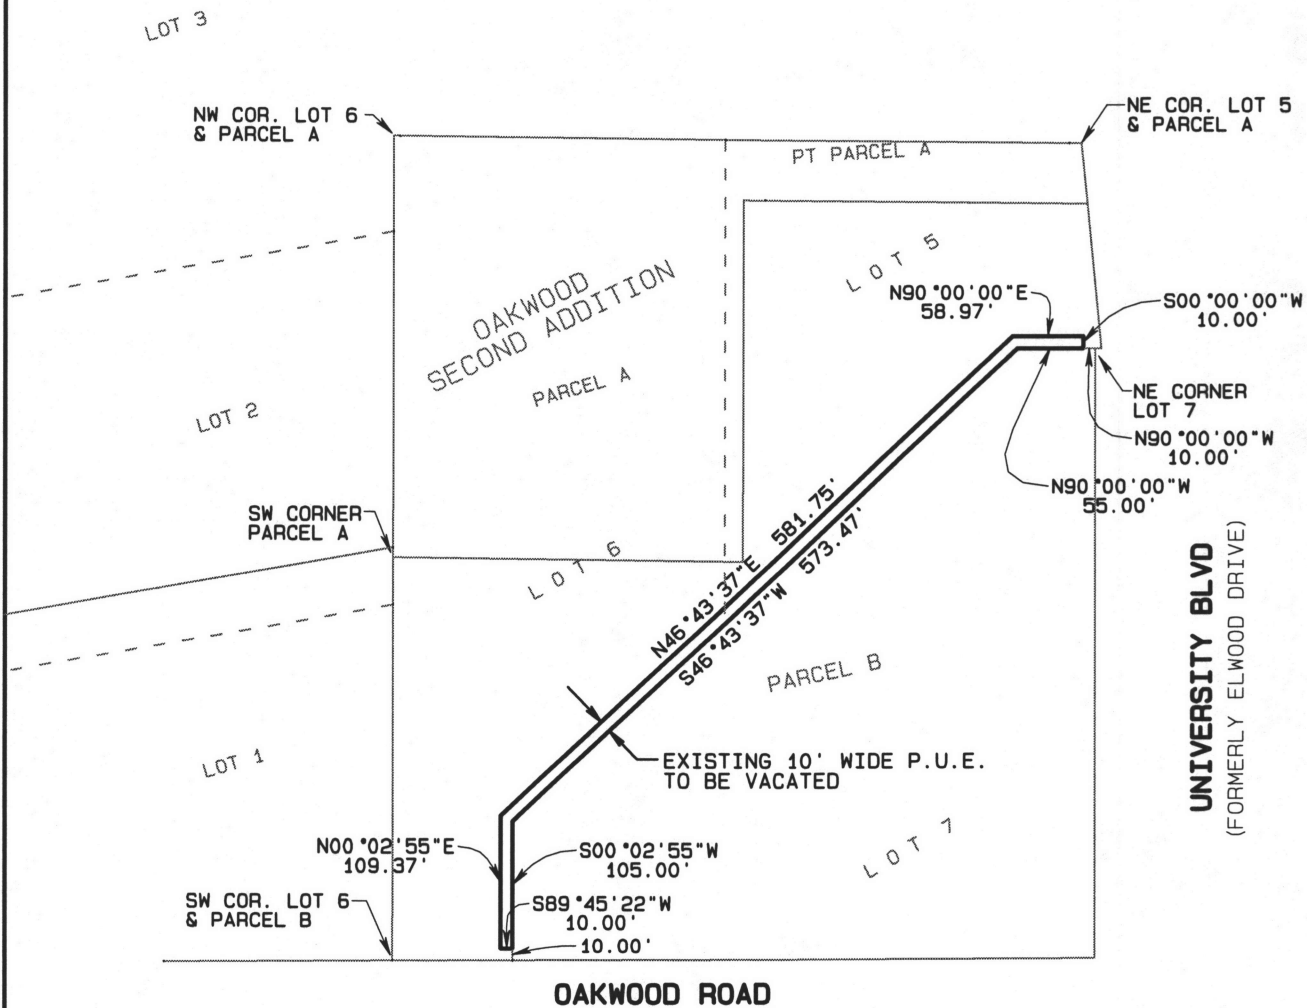 LOT 3
NW COR. LOT 6
& PARCEL A
NE COR. LOT 5
& PARCEL A
PT PARCEL A
LOT 5
OAKWOOD
SECOND ADDITION
PARCEL A
N90°00'00"E
58.97'
S00°00'00"W
10.00'
LOT 2
NE CORNER
LOT 7
N90°00'00"W
10.00'
N90°00'00"W
55.00'
SW CORNER
PARCEL A
LOT 6
N46°43'37"E 581.75'
S46°43'37"W 573.47'
UNIVERSITY BLVD
(FORMERLY ELWOOD DRIVE)
PARCEL B
LOT 1
EXISTING 10' WIDE P.U.E.
TO BE VACATED
N00°02'55"E
109.37'
S00°02'55"W
105.00'
LOT 7
SW COR. LOT 6
& PARCEL B
S89°45'22"W
10.00'
10.00'
OAKWOOD ROAD